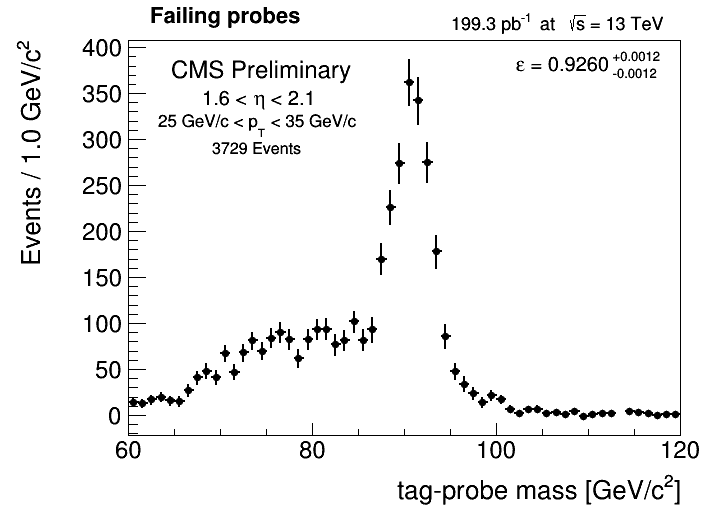 Failing probes
199.3 pb-1 at √s = 13 TeV
CMS Preliminary
1.6 < η < 2.1
25 GeV/c < pT < 35 GeV/c
3729 Events
ε = 0.9260 +0.0012 -0.0012
Events / 1.0 GeV/c2
400
350
300
250
200
150
100
50
0
60 80 100 120
tag-probe mass [GeV/c2]